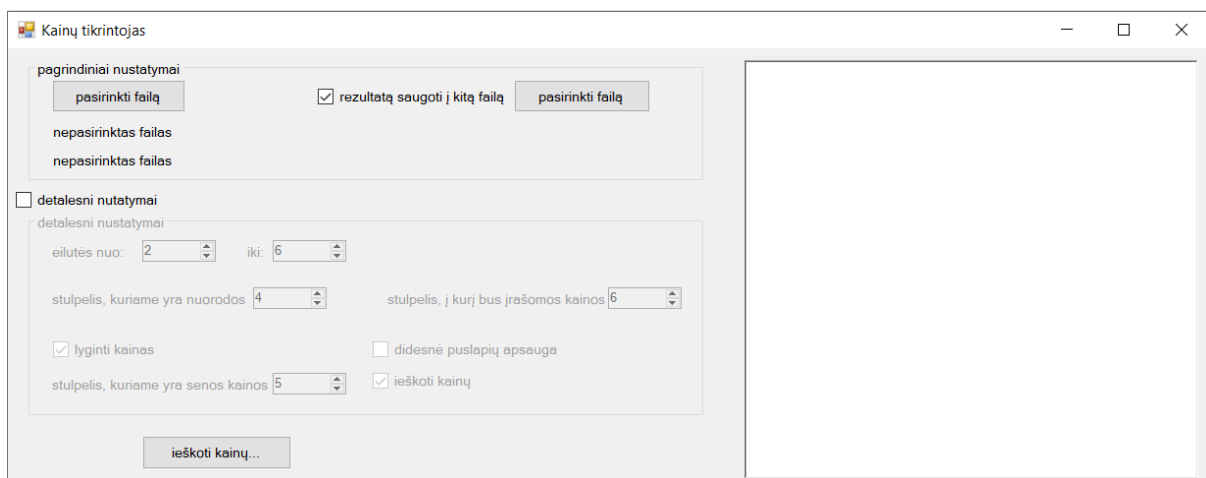 Kainų tikrintojas
pagrindiniai nustatymai
pasirinkti failą rezultatą saugoti į kitą failą pasirinkti failą
nepasirinktas failas
nepasirinktas failas
detalesni nutatymai
detalesni nustatymai
eilutės nuo: 2 iki: 6
stulpelis, kuriame yra nuorodos 4 stulpelis, į kurį bus įrašomos kainos 6
lyginti kainas didesnė puslapių apsauga
stulpelis, kuriame yra senos kainos 5 ieškoti kainų
ieškoti kainų...